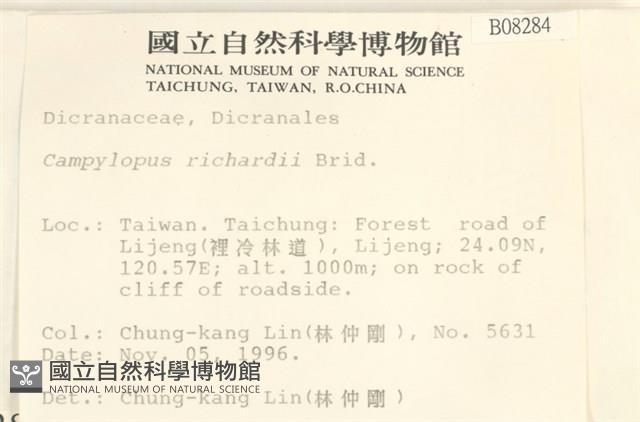 B08284
國立自然科學博物館
NATIONAL MUSEUM OF NATURAL SCIENCE
TAICHUNG, TAIWAN, R.O.CHINA
Dicranaceae, Dicranales
Campylopus richardii Brid.
Loc.: Taiwan. Taichung: Forest road of
Lijeng(裡冷林道), Lijeng; 24.09N,
120.57E; alt. 1000m; on rock of
cliff of roadside.
Col.: Chung-kang Lin(林仲剛), No. 5631
Date: Nov. 05, 1996.
國立自然科學博物館
NATIONAL MUSEUM OF NATURAL SCIENCE
Det.: Chung-kang Lin(林仲剛)